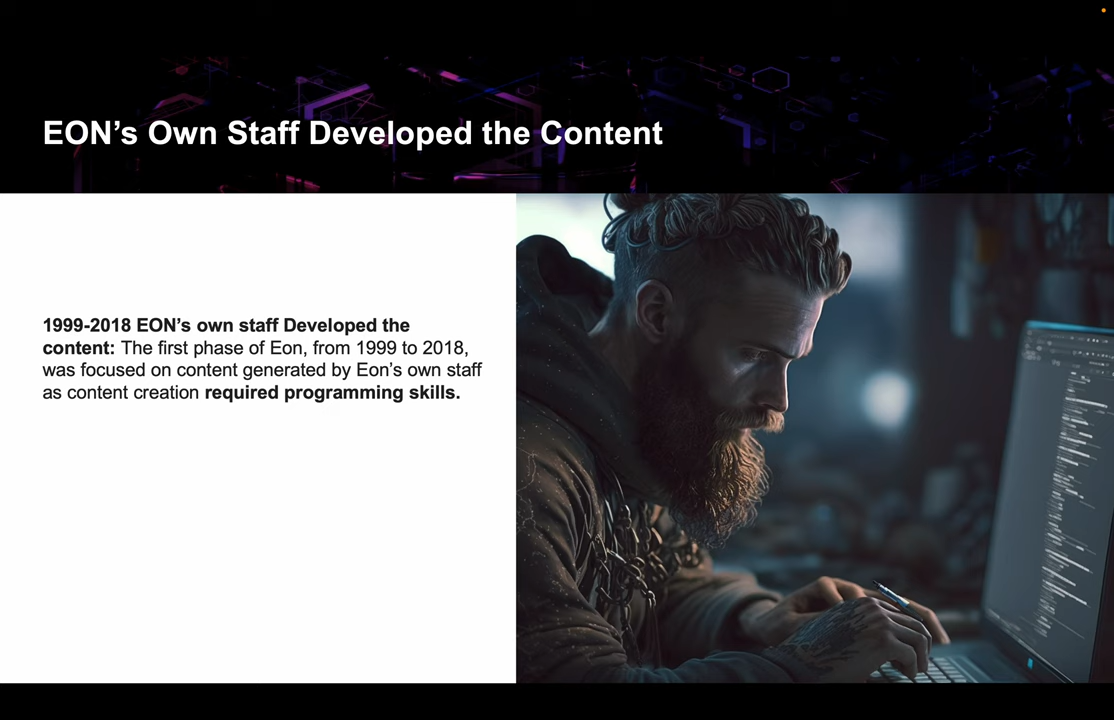 EON’s Own Staff Developed the Content
1999-2018 EON’s own staff Developed the
content: The first phase of Eon, from 1999 to 2018,
was focused on content generated by Eon’s own staff
as content creation required programming skills.